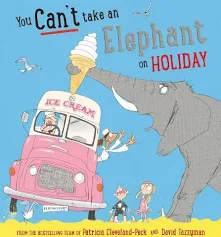 You Can't take an
Elephant
on HOLIDAY
ICE CREAM
FROM THE BESTSELLING TEAM OF Patricia Cleveland-Peck AND David Tazzyman